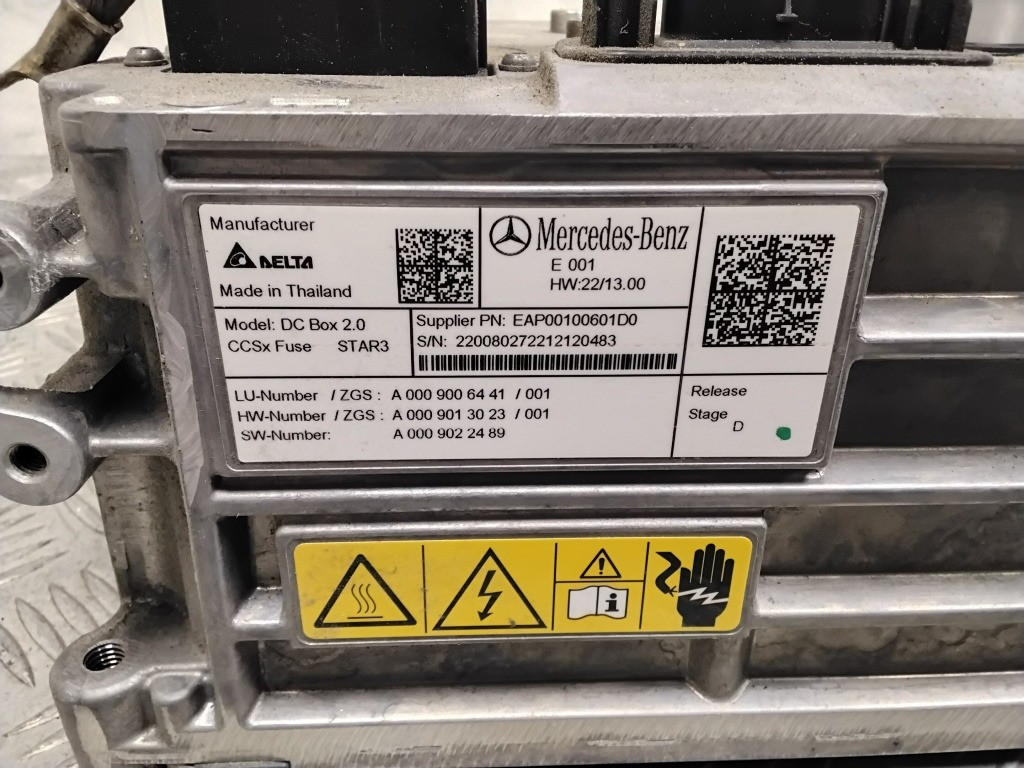 Manufacturer
DELTA
Made in Thailand
Mercedes-Benz
E 001
HW:22/13.00
Model: DC Box 2.0
CCSx Fuse STAR3
Supplier PN: EAP00100601D0
S/N: 220080272212120483
LU-Number / ZGS : A 000 900 64 41 / 001
HW-Number / ZGS : A 000 901 30 23 / 001
SW-Number: A 000 902 24 89
Release
Stage
D